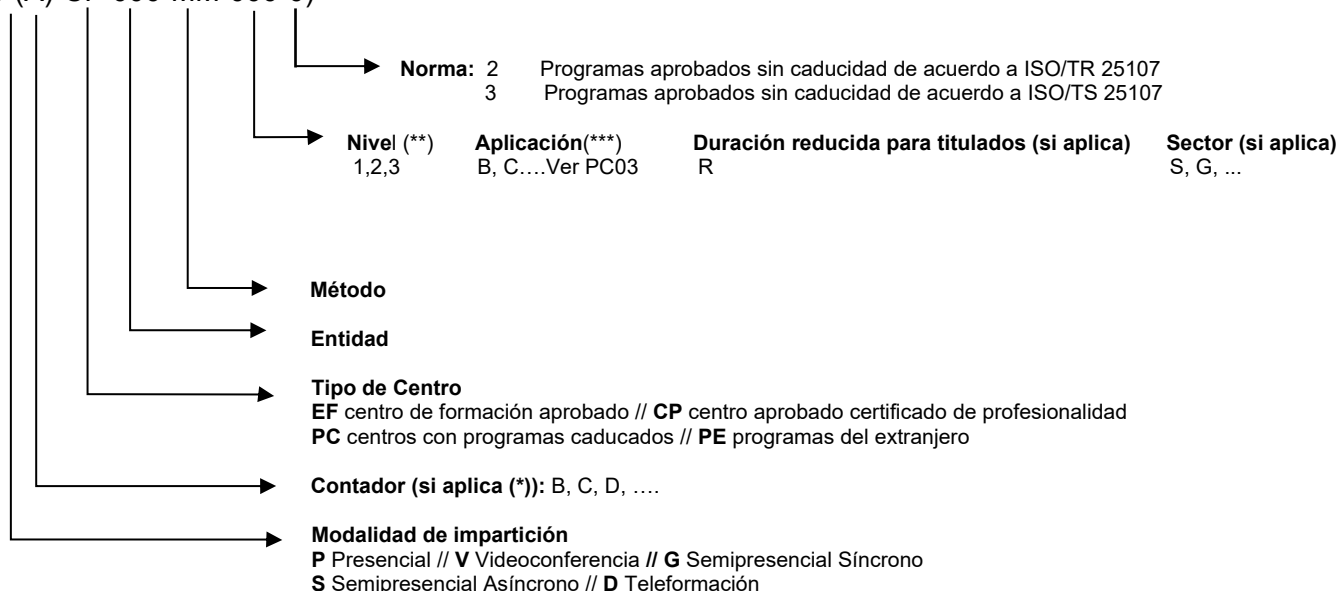 Norma: 2 Programas aprobados sin caducidad de acuerdo a ISO/TR 25107
3 Programas aprobados sin caducidad de acuerdo a ISO/TS 25107
Nivel (**) Aplicación(***) Duración reducida para titulados (si aplica) Sector (si aplica)
1,2,3 B, C….Ver PC03 R S, G, ...
Método
Entidad
Tipo de Centro
EF centro de formación aprobado // CP centro aprobado certificado de profesionalidad
PC centros con programas caducados // PE programas del extranjero
Contador (si aplica (*)): B, C, D, ….
Modalidad de impartición
P Presencial // V Videoconferencia // G Semipresencial Síncrono
S Semipresencial Asíncrono // D Teleformación